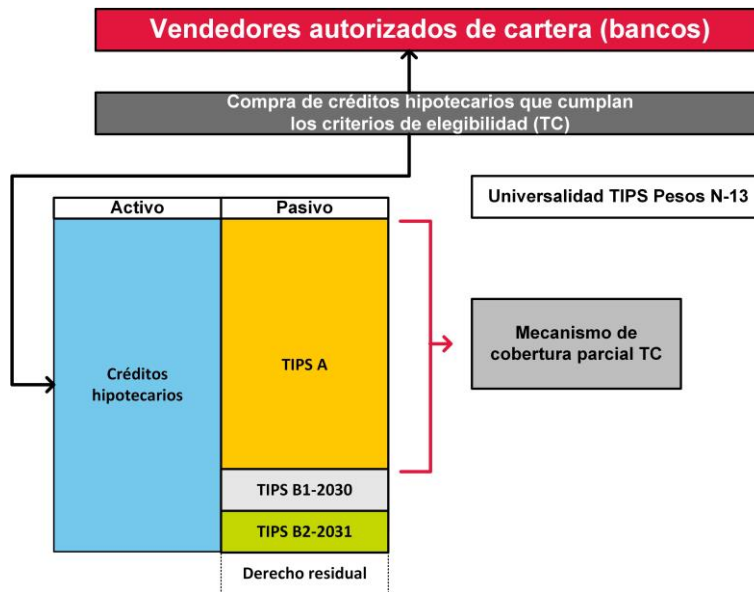 Vendedores autorizados de cartera (bancos)
Compra de créditos hipotecarios que cumplan
los criterios de elegibilidad (TC)
Universalidad TIPS Pesos N-13
Activo
Pasivo
Créditos
hipotecarios
TIPS A
Mecanismo de
cobertura parcial TC
TIPS B1-2030
TIPS B2-2031
Derecho residual